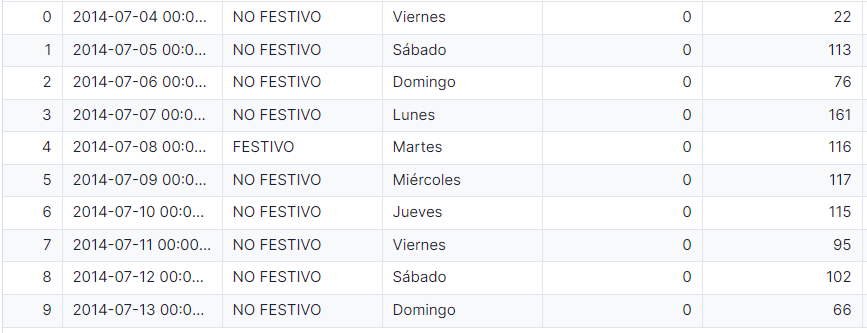 0 2014-07-04 00:0... NO FESTIVO Viernes 0 22
1 2014-07-05 00:0... NO FESTIVO Sábado 0 113
2 2014-07-06 00:0... NO FESTIVO Domingo 0 76
3 2014-07-07 00:0... NO FESTIVO Lunes 0 161
4 2014-07-08 00:0... FESTIVO Martes 0 116
5 2014-07-09 00:0... NO FESTIVO Miércoles 0 117
6 2014-07-10 00:0... NO FESTIVO Jueves 0 115
7 2014-07-11 00:00... NO FESTIVO Viernes 0 95
8 2014-07-12 00:0... NO FESTIVO Sábado 0 102
9 2014-07-13 00:0... NO FESTIVO Domingo 0 66